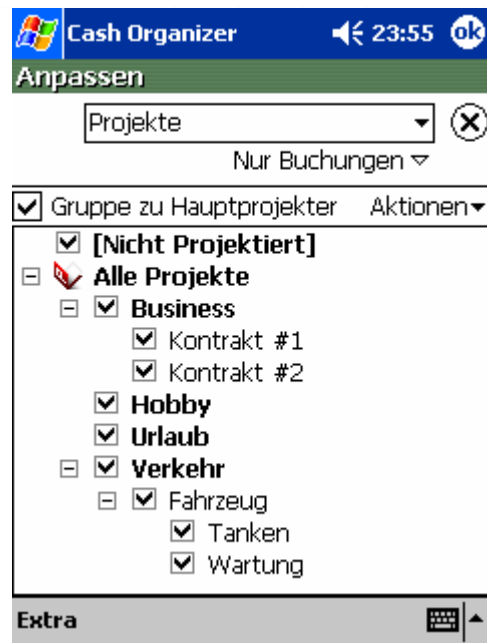 Cash Organizer 23:55 ok
Anpassen
Projekte
Nur Buchungen
Gruppe zu Hauptprojekter Aktionen
[Nicht Projektiert]
Alle Projekte
Business
Kontrakt #1
Kontrakt #2
Hobby
Urlaub
Verkehr
Fahrzeug
Tanken
Wartung
Extra